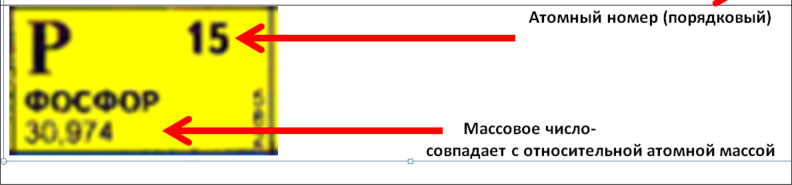 Атомный номер (порядковый)
P 15
ФОСФОР
30,974
Массовое число-
совпадает с относительной атомной массой